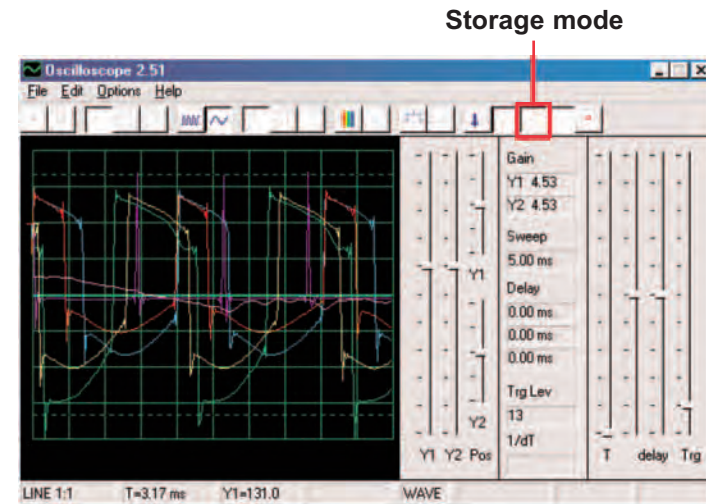 Storage mode
Oscilloscope 2.51
File Edit Options Help
Gain
Y1 4.53
Y2 4.53
Sweep
5.00 ms
Delay
0.00 ms
0.00 ms
0.00 ms
Trg Lev
13
1/dT
Y1
Y2
Y1 Y2 Pos
T delay Trg
LINE 1:1 T=3.17 ms Y1=131.0 WAVE